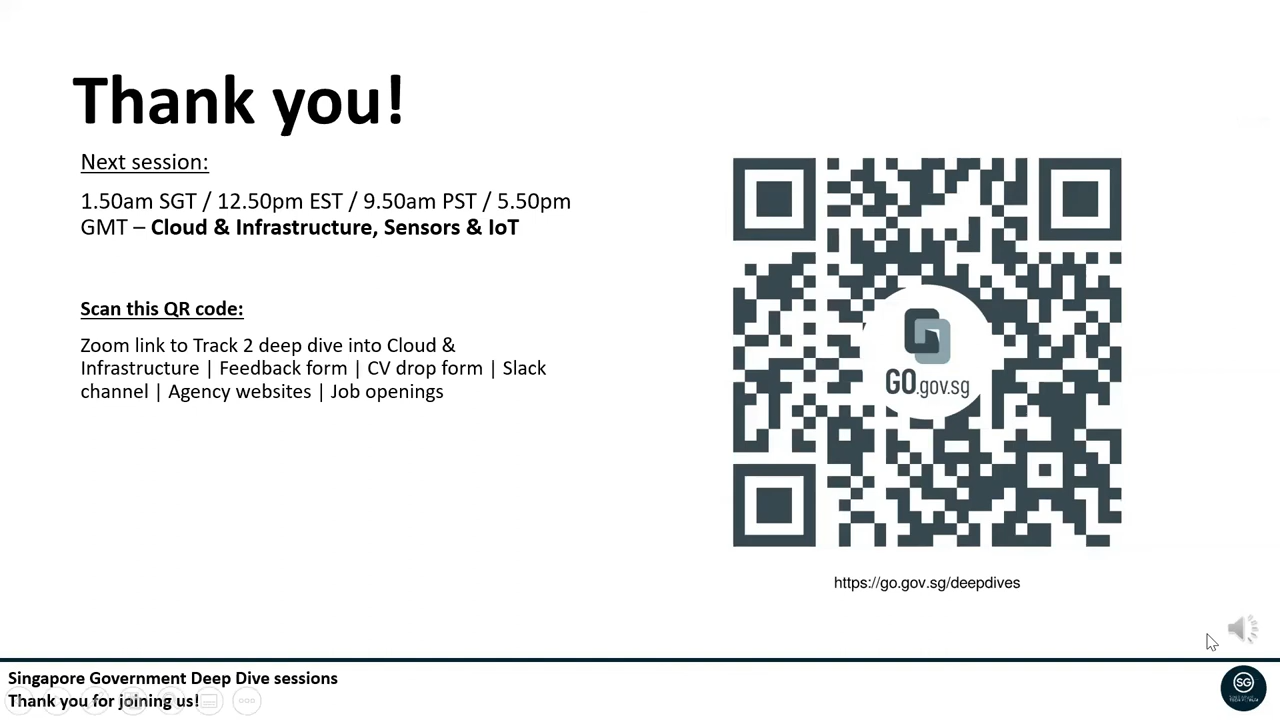 Thank you!
Next session:
1.50am SGT / 12.50pm EST / 9.50am PST / 5.50pm
GMT – Cloud & Infrastructure, Sensors & IoT
Scan this QR code:
Zoom link to Track 2 deep dive into Cloud &
Infrastructure | Feedback form | CV drop form | Slack
channel | Agency websites | Job openings
GO.gov.sg
https://go.gov.sg/deepdives
Singapore Government Deep Dive sessions
Thank you for joining us!
SG